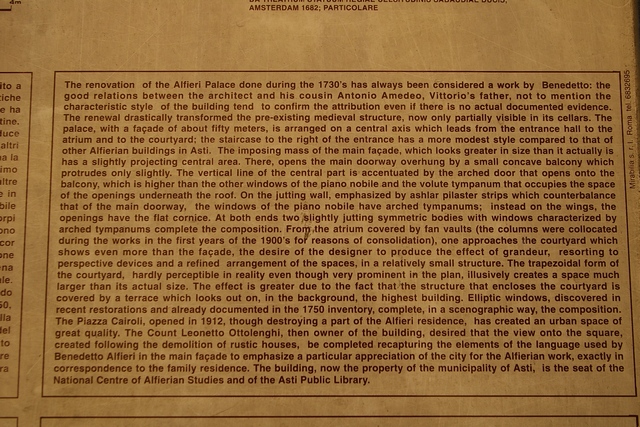 4m
AMSTERDAM 1682; PARTICOLARE
The renovation of the Alfieri Palace done during the 1730's has always been considered a work by Benedetto: the
good relations between the architect and his cousin Antonio Amedeo, Vittorio's father, not to mention the
characteristic style of the building tend to confirm the attribution even if there is no actual documented evidence.
The renewal drastically transformed the pre-existing medieval structure, now only partially visible in its cellars. The
palace, with a façade of about fifty meters, is arranged on a central axis which leads from the entrance hall to the
atrium and to the courtyard; the staircase to the right of the entrance has a more modest style compared to that of
other Alfierian buildings in Asti. The imposing mass of the main façade, which looks greater in size than it actually is
has a slightly projecting central area. There, opens the main doorway overhung by a small concave balcony which
protrudes only slightly. The vertical line of the central part is accentuated by the arched door that opens onto the
balcony, which is higher than the other windows of the piano nobile and the volute tympanum that occupies the space
of the openings underneath the roof. On the jutting wall, emphasized by ashlar pilaster strips which counterbalance
that of the main doorway, the windows of the piano nobile have arched tympanums; instead on the wings, the
openings have the flat cornice. At both ends two slightly jutting symmetric bodies with windows characterized by
arched tympanums complete the composition. From the atrium covered by fan vaults (the columns were collocated
during the works in the first years of the 1900's for reasons of consolidation), one approaches the courtyard which
shows even more than the façade, the desire of the designer to produce the effect of grandeur, resorting to
perspective devices and a refined arrangement of the spaces, in a relatively small structure. The trapezoidal form of
the courtyard, hardly perceptible in reality even though very prominent in the plan, illusively creates a space much
larger than its actual size. The effect is greater due to the fact that the structure that encloses the courtyard is
covered by a terrace which looks out on, in the background, the highest building. Elliptic windows, discovered in
recent restorations and already documented in the 1750 inventory, complete, in a scenographic way, the composition.
The Piazza Cairoli, opened in 1912, though destroying a part of the Alfieri residence, has created an urban space of
great quality. The Count Leonetto Ottolenghi, then owner of the building, desired that the view onto the square,
created following the demolition of rustic houses, be completed recapturing the elements of the language used by
Benedetto Alfieri in the main façade to emphasize a particular appreciation of the city for the Alfierian work, exactly in
correspondence to the family residence. The building, now the property of the municipality of Asti, is the seat of the
National Centre of Alfierian Studies and of the Asti Public Library.
Mirabilia s. r. l. Roma tel. 6832695